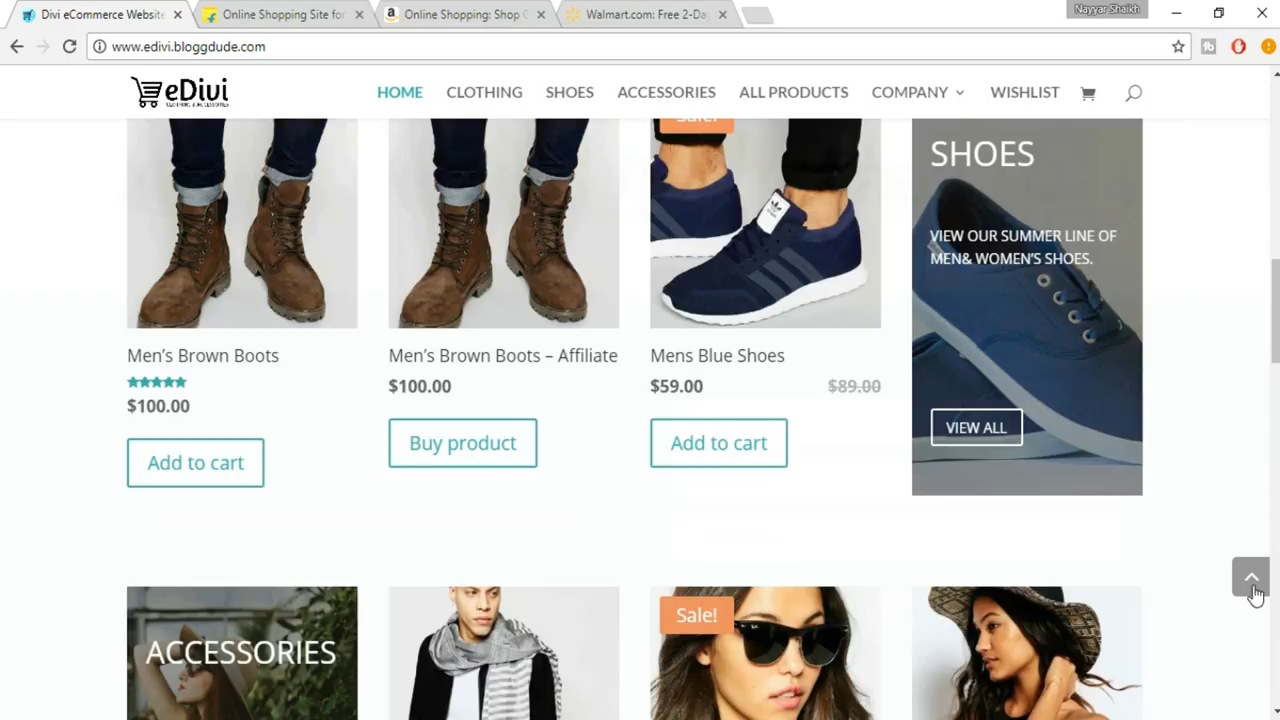 Divi eCommerce Website
Online Shopping Site for
Online Shopping: Shop
Walmart.com: Free 2-Da
Nayyar Shaikh
www.edivi.bloggdude.com
eDivi
HOME
CLOTHING
SHOES
ACCESSORIES
ALL PRODUCTS
COMPANY
WISHLIST
Sale!
SHOES
VIEW OUR SUMMER LINE OF
MEN& WOMEN'S SHOES.
VIEW ALL
Men's Brown Boots
$100.00
Add to cart
Men's Brown Boots – Affiliate
$100.00
Buy product
Mens Blue Shoes
$59.00 $89.00
Add to cart
ACCESSORIES
Sale!